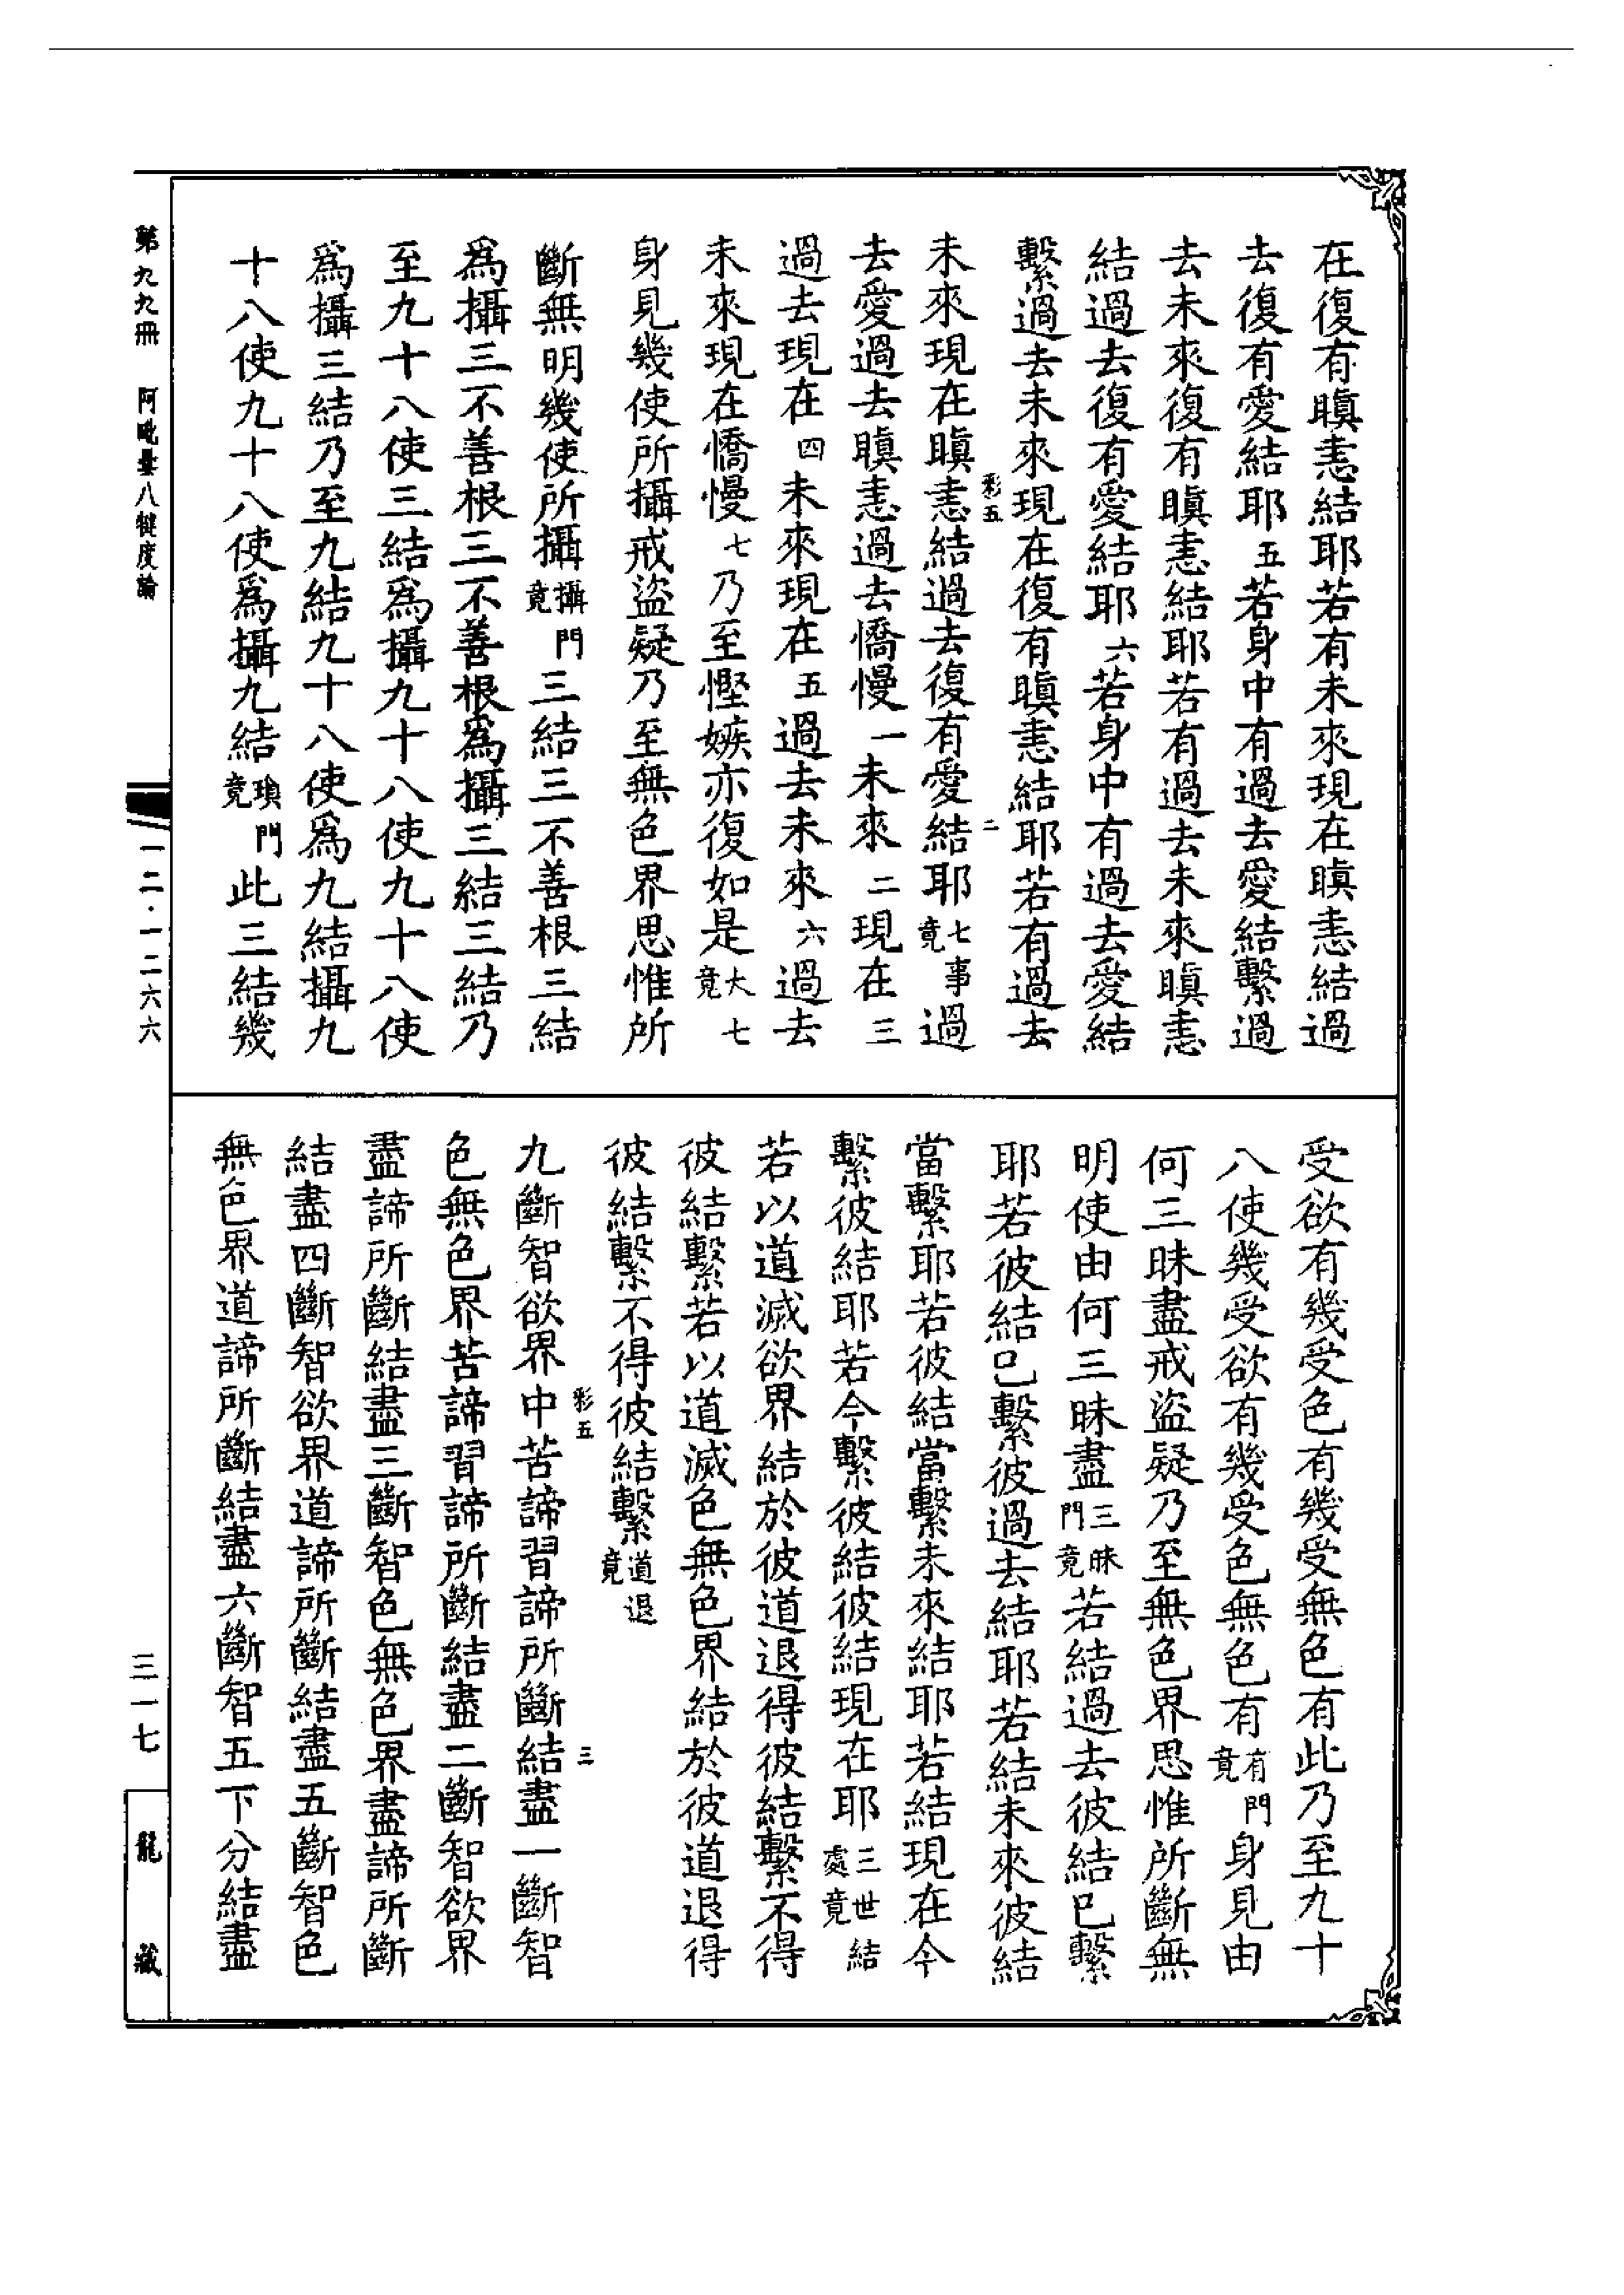 在復有瞋恚結耶若有未來現在瞋恚結過
去復有愛結耶五若身中有過去愛結繫過
去未來復有瞋恚結耶若有過去未來瞋恚
結過去復有愛結耶六若身中有過去愛結
繫過去未來現在復有瞋恚結耶若有過去
彩五
二
未來現在瞋恚結過去復有愛結耶七事竟過
去愛過去瞋恚過去憍慢一未來二現在三
過去現在四未來現在五過去未來六過去
未來現在憍慢七乃至慳嫉亦復如是大七竟
身見幾使所攝戒盜疑乃至無色界思惟所
斷無明幾使所攝攝門竟三結三不善根三結
為攝三不善根三不善根為攝三結三結乃
至九十八使三結為攝九十八使九十八使
為攝三結乃至九結九十八使為九結攝九
十八使九十八使為攝九結瑣門竟此三結幾
受欲有幾受色有幾受無色有此乃至九十
八使幾受欲有幾受色無色有有門竟身見由
何三昧盡戒盜疑乃至無色界思惟所斷無
明使由何三昧盡三昧門竟若結過去彼結已繫
耶若彼結已繫彼過去結耶若結未來彼結
當繫耶若彼結當繫未來結耶若結現在今
繫彼結耶若今繫彼結彼結現在耶三世結處竟
若以道滅欲界結於彼道退得彼結繫不得
彼結繫若以道滅色無色界結於彼道退得
彼結繫不得彼結繫道退竟
彩五
三
九斷智欲界中苦諦習諦所斷結盡一斷智
色無色界苦諦習諦所斷結盡二斷智欲界
盡諦所斷結盡三斷智色無色界盡諦所斷
結盡四斷智欲界道諦所斷結盡五斷智色
無色界道諦所斷結盡六斷智五下分結盡
第九九冊
阿毗曇八犍度論
一二·一二六六
三一七
龍藏